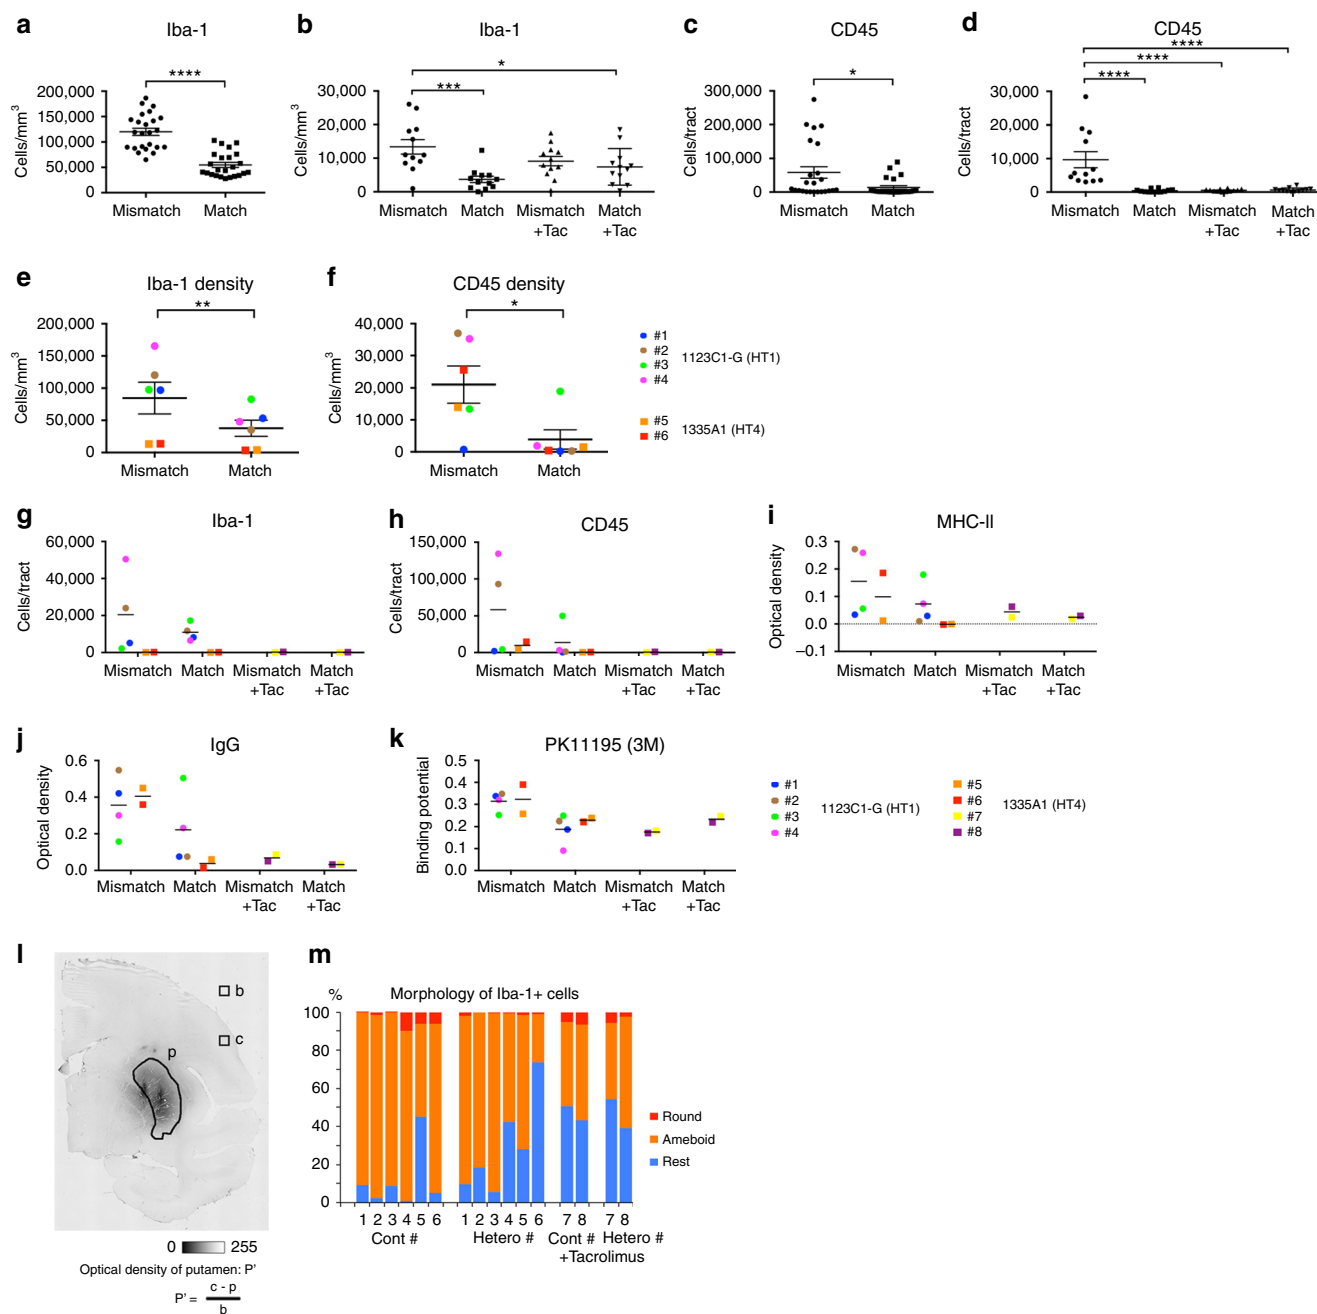 a
Iba-1
****
Cells/mm³
200,000
150,000
100,000
50,000
0
Mismatch
Match
b
Iba-1
*
***
Cells/mm³
30,000
20,000
10,000
0
Mismatch
Match
Mismatch
+Tac
Match
+Tac
c
CD45
*
Cells/tract
300,000
200,000
100,000
0
Mismatch
Match
d
CD45
****
****
****
Cells/tract
30,000
20,000
10,000
0
Mismatch
Match
Mismatch
+Tac
Match
+Tac
e
Iba-1 density
**
Cells/mm³
200,000
150,000
100,000
50,000
0
Mismatch
Match
f
CD45 density
*
Cells/mm³
40,000
30,000
20,000
10,000
0
Mismatch
Match
#1
#2
#3
#4
1123C1-G (HT1)
#5
#6
1335A1 (HT4)
g
Iba-1
Cells/tract
60,000
40,000
20,000
0
Mismatch
Match
Mismatch
+Tac
Match
+Tac
h
CD45
Cells/tract
150,000
100,000
50,000
0
Mismatch
Match
Mismatch
+Tac
Match
+Tac
i
MHC-II
Optical density
0.3
0.2
0.1
0.0
−0.1
Mismatch
Match
Mismatch
+Tac
Match
+Tac
j
IgG
Optical density
0.6
0.4
0.2
0.0
Mismatch
Match
Mismatch
+Tac
Match
+Tac
k
PK11195 (3M)
Binding potential
0.5
0.4
0.3
0.2
0.1
0.0
Mismatch
Match
Mismatch
+Tac
Match
+Tac
#1
#2
#3
#4
1123C1-G (HT1)
#5
#6
#7
#8
1335A1 (HT4)
l
b
c
p
0 255
Optical density of putamen: P'
P' = c - p
b
m
%
Morphology of Iba-1+ cells
100
80
60
40
20
0
1 2 3 4 5 6
Cont #
1 2 3 4 5 6
Hetero #
7 8
Cont #
7 8
Hetero #
+Tacrolimus
Round
Ameboid
Rest